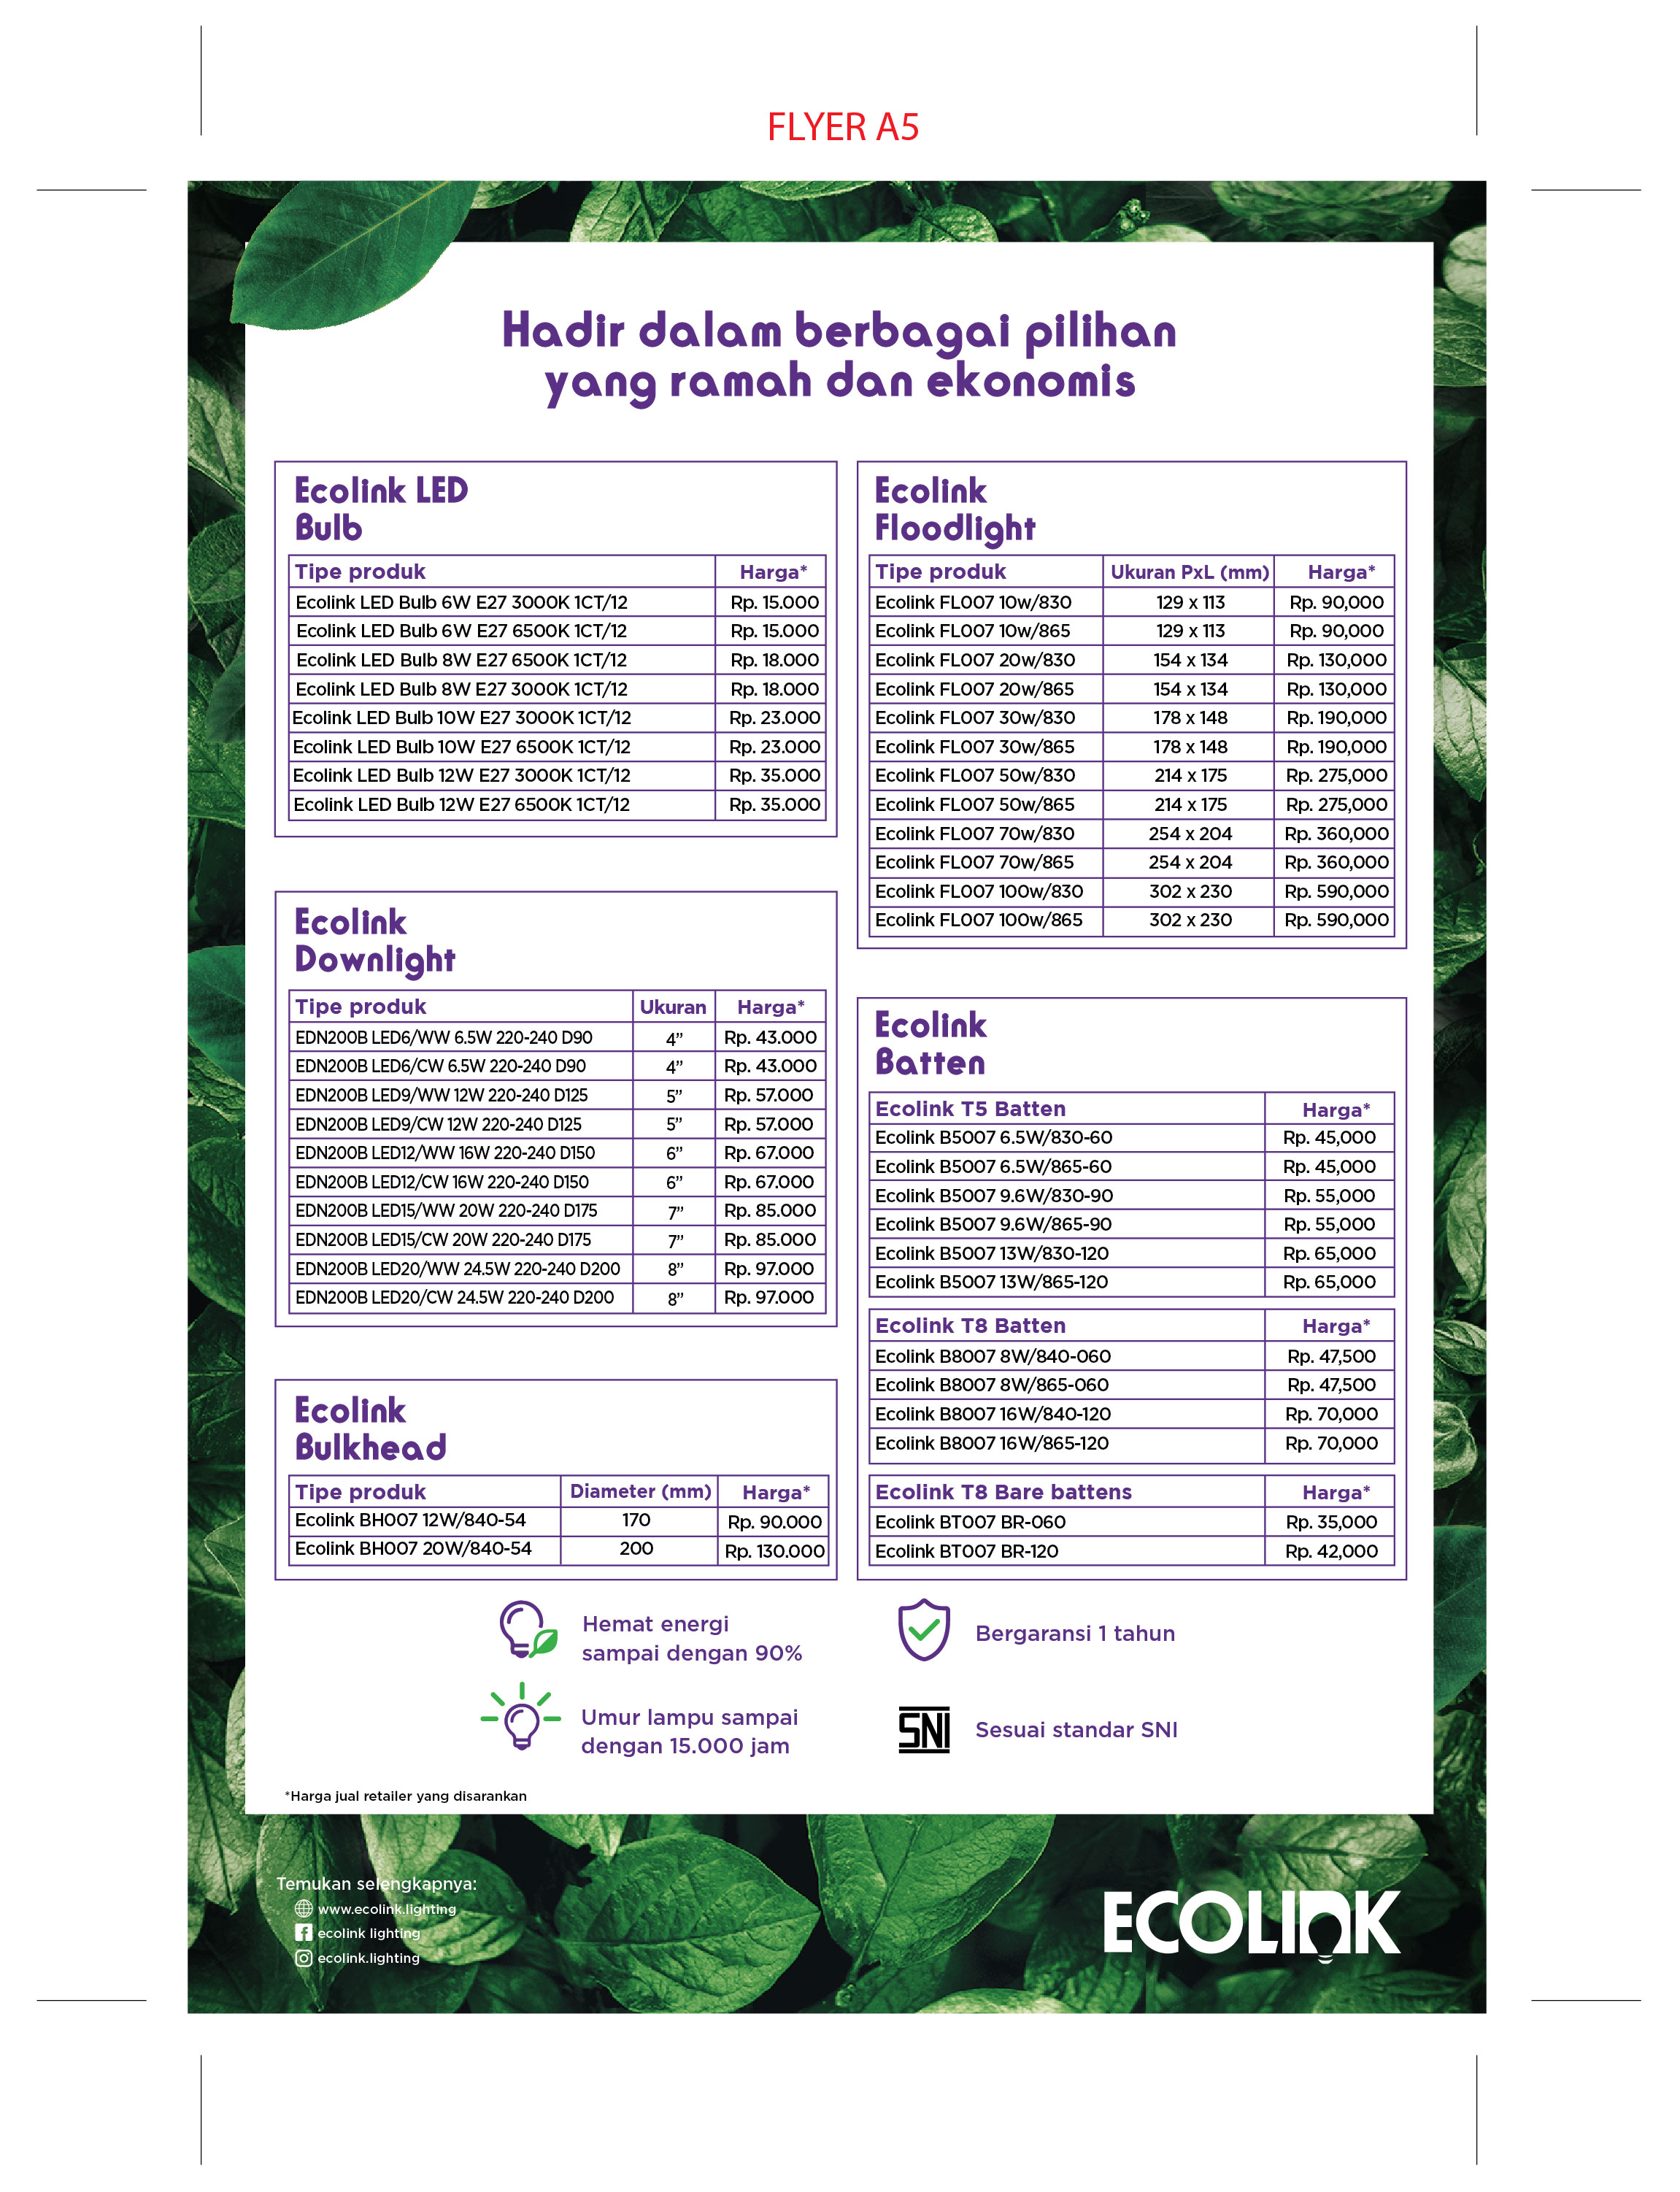 FLYER A5
Hadir dalam berbagai pilihan
yang ramah dan ekonomis
Ecolink LED
Bulb
Tipe produk Harga*
Ecolink LED Bulb 6W E27 3000K 1CT/12 Rp. 15.000
Ecolink LED Bulb 6W E27 6500K 1CT/12 Rp. 15.000
Ecolink LED Bulb 8W E27 6500K 1CT/12 Rp. 18.000
Ecolink LED Bulb 8W E27 3000K 1CT/12 Rp. 18.000
Ecolink LED Bulb 10W E27 3000K 1CT/12 Rp. 23.000
Ecolink LED Bulb 10W E27 6500K 1CT/12 Rp. 23.000
Ecolink LED Bulb 12W E27 3000K 1CT/12 Rp. 35.000
Ecolink LED Bulb 12W E27 6500K 1CT/12 Rp. 35.000
Ecolink
Downlight
Tipe produk Ukuran Harga*
EDN200B LED6/WW 6.5W 220-240 D90 4” Rp. 43.000
EDN200B LED6/CW 6.5W 220-240 D90 4” Rp. 43.000
EDN200B LED9/WW 12W 220-240 D125 5” Rp. 57.000
EDN200B LED9/CW 12W 220-240 D125 5” Rp. 57.000
EDN200B LED12/WW 16W 220-240 D150 6” Rp. 67.000
EDN200B LED12/CW 16W 220-240 D150 6” Rp. 67.000
EDN200B LED15/WW 20W 220-240 D175 7” Rp. 85.000
EDN200B LED15/CW 20W 220-240 D175 7” Rp. 85.000
EDN200B LED20/WW 24.5W 220-240 D200 8” Rp. 97.000
EDN200B LED20/CW 24.5W 220-240 D200 8” Rp. 97.000
Ecolink
Bulkhead
Tipe produk Diameter (mm) Harga*
Ecolink BH007 12W/840-54 170 Rp. 90.000
Ecolink BH007 20W/840-54 200 Rp. 130.000
Ecolink
Floodlight
Tipe produk Ukuran PxL (mm) Harga*
Ecolink FL007 10w/830 129 x 113 Rp. 90,000
Ecolink FL007 10w/865 129 x 113 Rp. 90,000
Ecolink FL007 20w/830 154 x 134 Rp. 130,000
Ecolink FL007 20w/865 154 x 134 Rp. 130,000
Ecolink FL007 30w/830 178 x 148 Rp. 190,000
Ecolink FL007 30w/865 178 x 148 Rp. 190,000
Ecolink FL007 50w/830 214 x 175 Rp. 275,000
Ecolink FL007 50w/865 214 x 175 Rp. 275,000
Ecolink FL007 70w/830 254 x 204 Rp. 360,000
Ecolink FL007 70w/865 254 x 204 Rp. 360,000
Ecolink FL007 100w/830 302 x 230 Rp. 590,000
Ecolink FL007 100w/865 302 x 230 Rp. 590,000
Ecolink
Batten
Ecolink T5 Batten Harga*
Ecolink B5007 6.5W/830-60 Rp. 45,000
Ecolink B5007 6.5W/865-60 Rp. 45,000
Ecolink B5007 9.6W/830-90 Rp. 55,000
Ecolink B5007 9.6W/865-90 Rp. 55,000
Ecolink B5007 13W/830-120 Rp. 65,000
Ecolink B5007 13W/865-120 Rp. 65,000
Ecolink T8 Batten Harga*
Ecolink B8007 8W/840-060 Rp. 47,500
Ecolink B8007 8W/865-060 Rp. 47,500
Ecolink B8007 16W/840-120 Rp. 70,000
Ecolink B8007 16W/865-120 Rp. 70,000
Ecolink T8 Bare battens Harga*
Ecolink BT007 BR-060 Rp. 35,000
Ecolink BT007 BR-120 Rp. 42,000
Hemat energi
sampai dengan 90%
Bergaransi 1 tahun
Umur lampu sampai
dengan 15.000 jam
SNI Sesuai standar SNI
*Harga jual retailer yang disarankan
Temukan selengkapnya:
www.ecolink.lighting
ecolink lighting
ecolink.lighting
ECOLINK